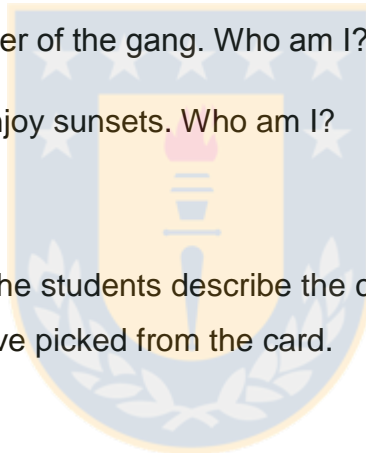 er of the gang. Who am I?
njoy sunsets. Who am I?
he students describe the c
ve picked from the card.